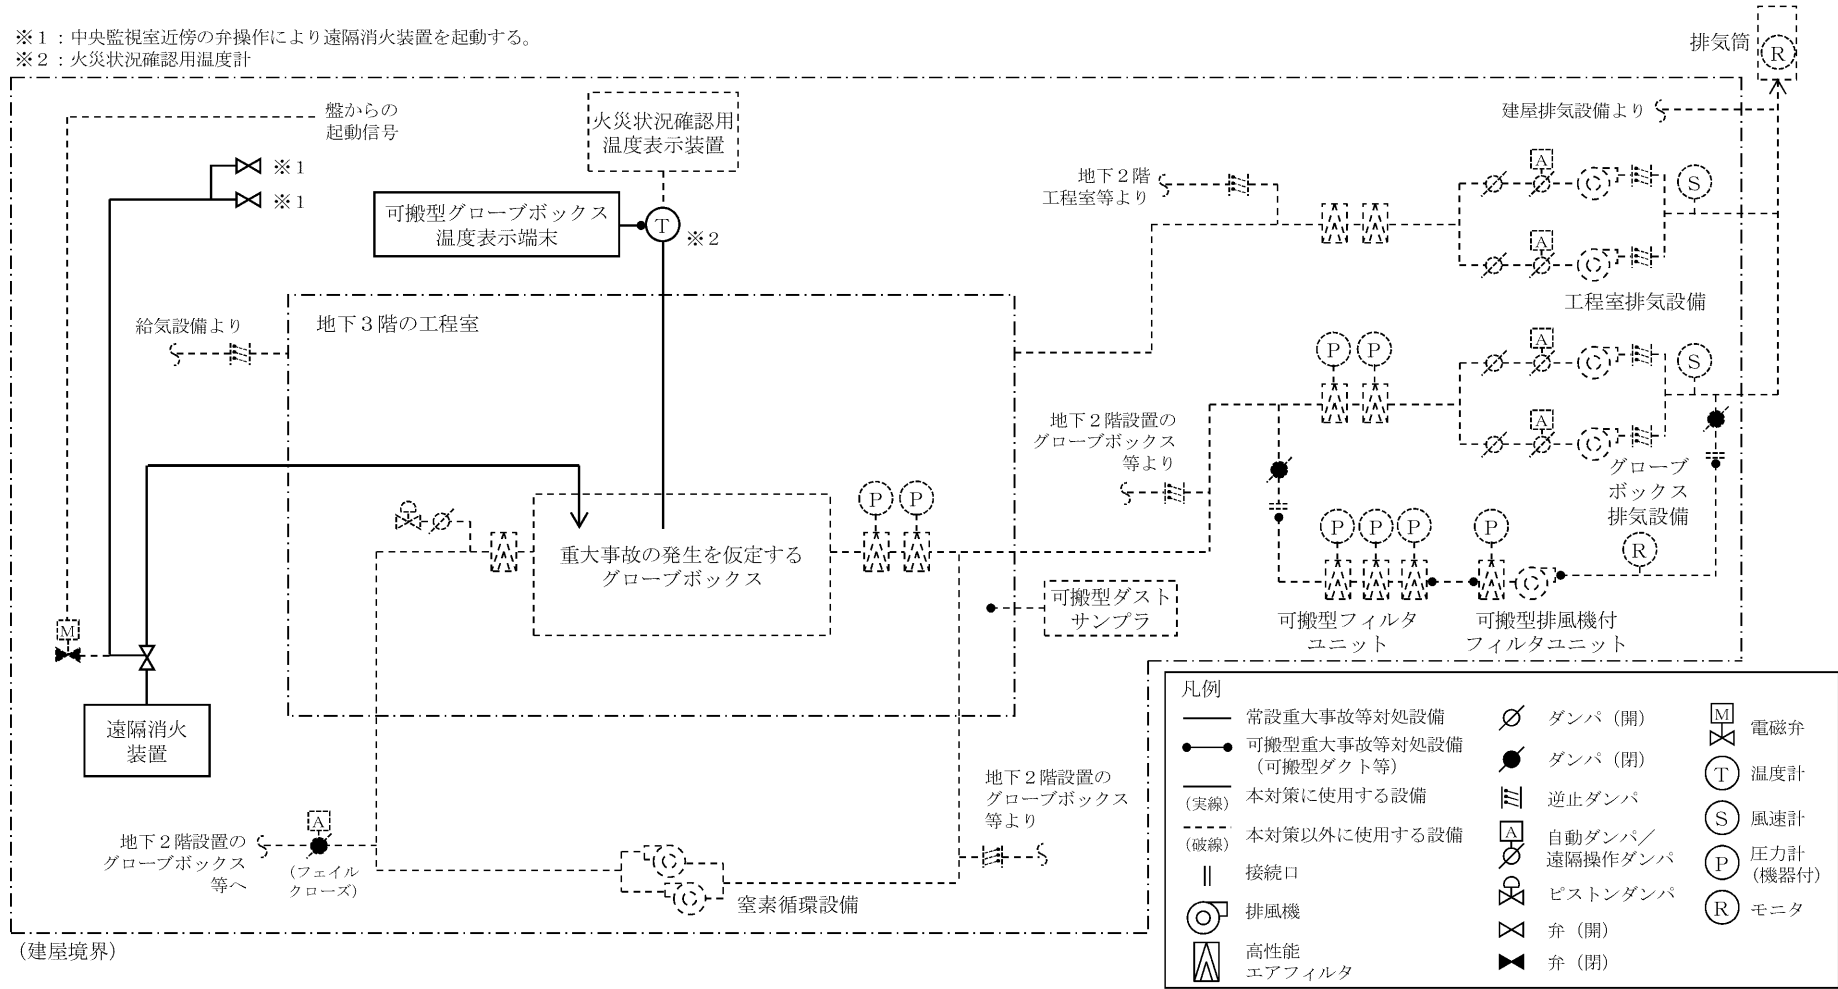 ※１：中央監視室近傍の弁操作により遠隔消火装置を起動する。
※２：火災状況確認用温度計
排気筒
R
盤からの
起動信号
※１
※１
火災状況確認用
温度表示装置
可搬型グローブボックス
温度表示端末
T
※２
建屋排気設備より
地下２階
工程室等より
A
S
A
工程室排気設備
給気設備より
地下３階の工程室
P
P
A
S
A
地下２階設置の
グローブボックス
等より
グローブ
ボックス
排気設備
P
P
重大事故の発生を仮定する
グローブボックス
P
P
P
P
R
可搬型ダスト
サンプラ
可搬型フィルタ
ユニット
可搬型排風機付
フィルタユニット
M
遠隔消火
装置
地下２階設置の
グローブボックス
等より
地下２階設置の
グローブボックス
等へ
A
（フェイル
クローズ）
窒素循環設備
（建屋境界）
凡例
常設重大事故等対処設備
可搬型重大事故等対処設備
（可搬型ダクト等）
（実線）
本対策に使用する設備
（破線）
本対策以外に使用する設備
接続口
排風機
高性能
エアフィルタ
ダンパ（開）
ダンパ（閉）
逆止ダンパ
A
自動ダンパ／
遠隔操作ダンパ
ピストンダンパ
弁（開）
弁（閉）
M
電磁弁
T
温度計
S
風速計
P
圧力計
（機器付）
R
モニタ